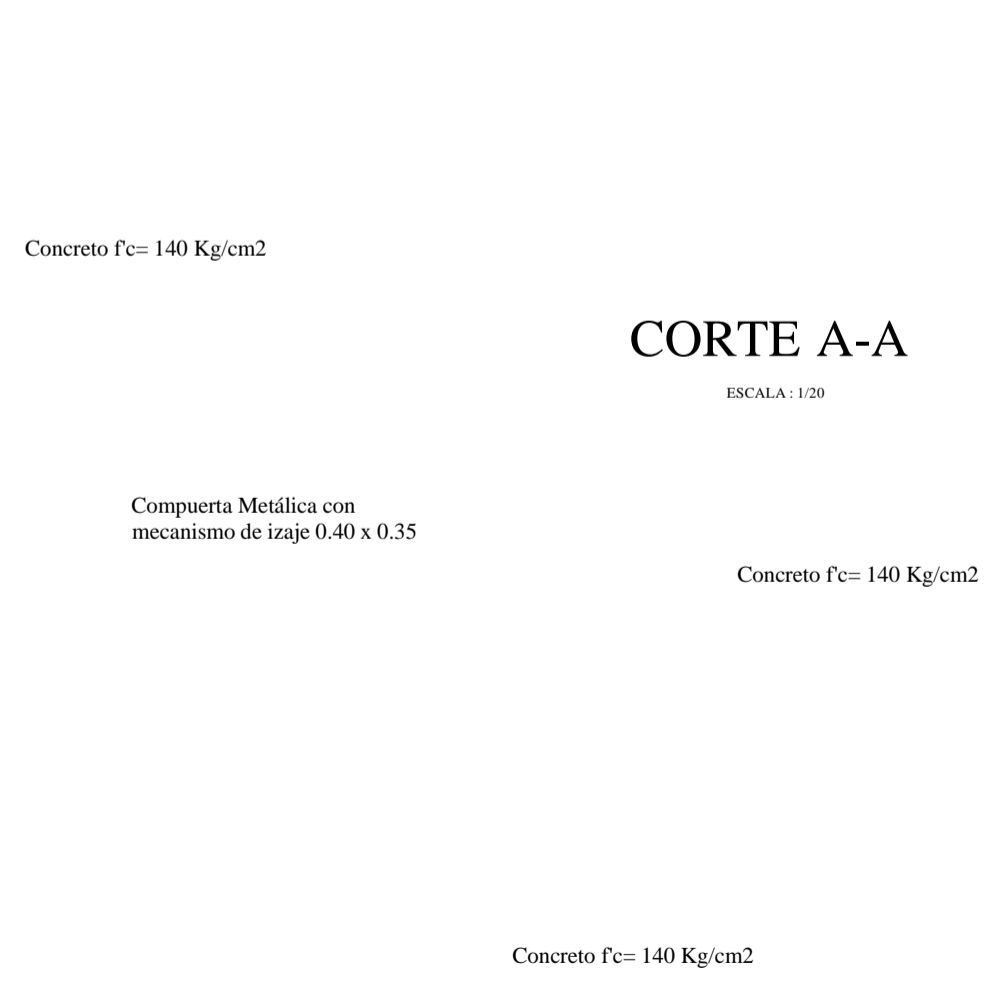 Concreto f'c= 140 Kg/cm2
CORTE A-A
ESCALA : 1/20
Compuerta Metálica con
mecanismo de izaje 0.40 x 0.35
Concreto f'c= 140 Kg/cm2
Concreto f'c= 140 Kg/cm2